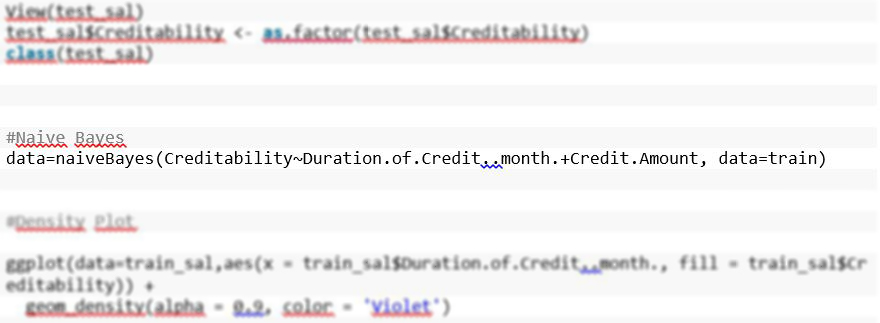 View(test_sal)
test_sal$Creditability <- as.factor(test_sal$Creditability)
class(test_sal)
#Naive Bayes
data=naiveBayes(Creditability~Duration.of.Credit..month.+Credit.Amount, data=train)
#Density Plot
ggplot(data=train_sal,aes(x = train_sal$Duration.of.Credit..month., fill = train_sal$Cr
editability)) +
geom_density(alpha = 0.9, color = 'Violet')